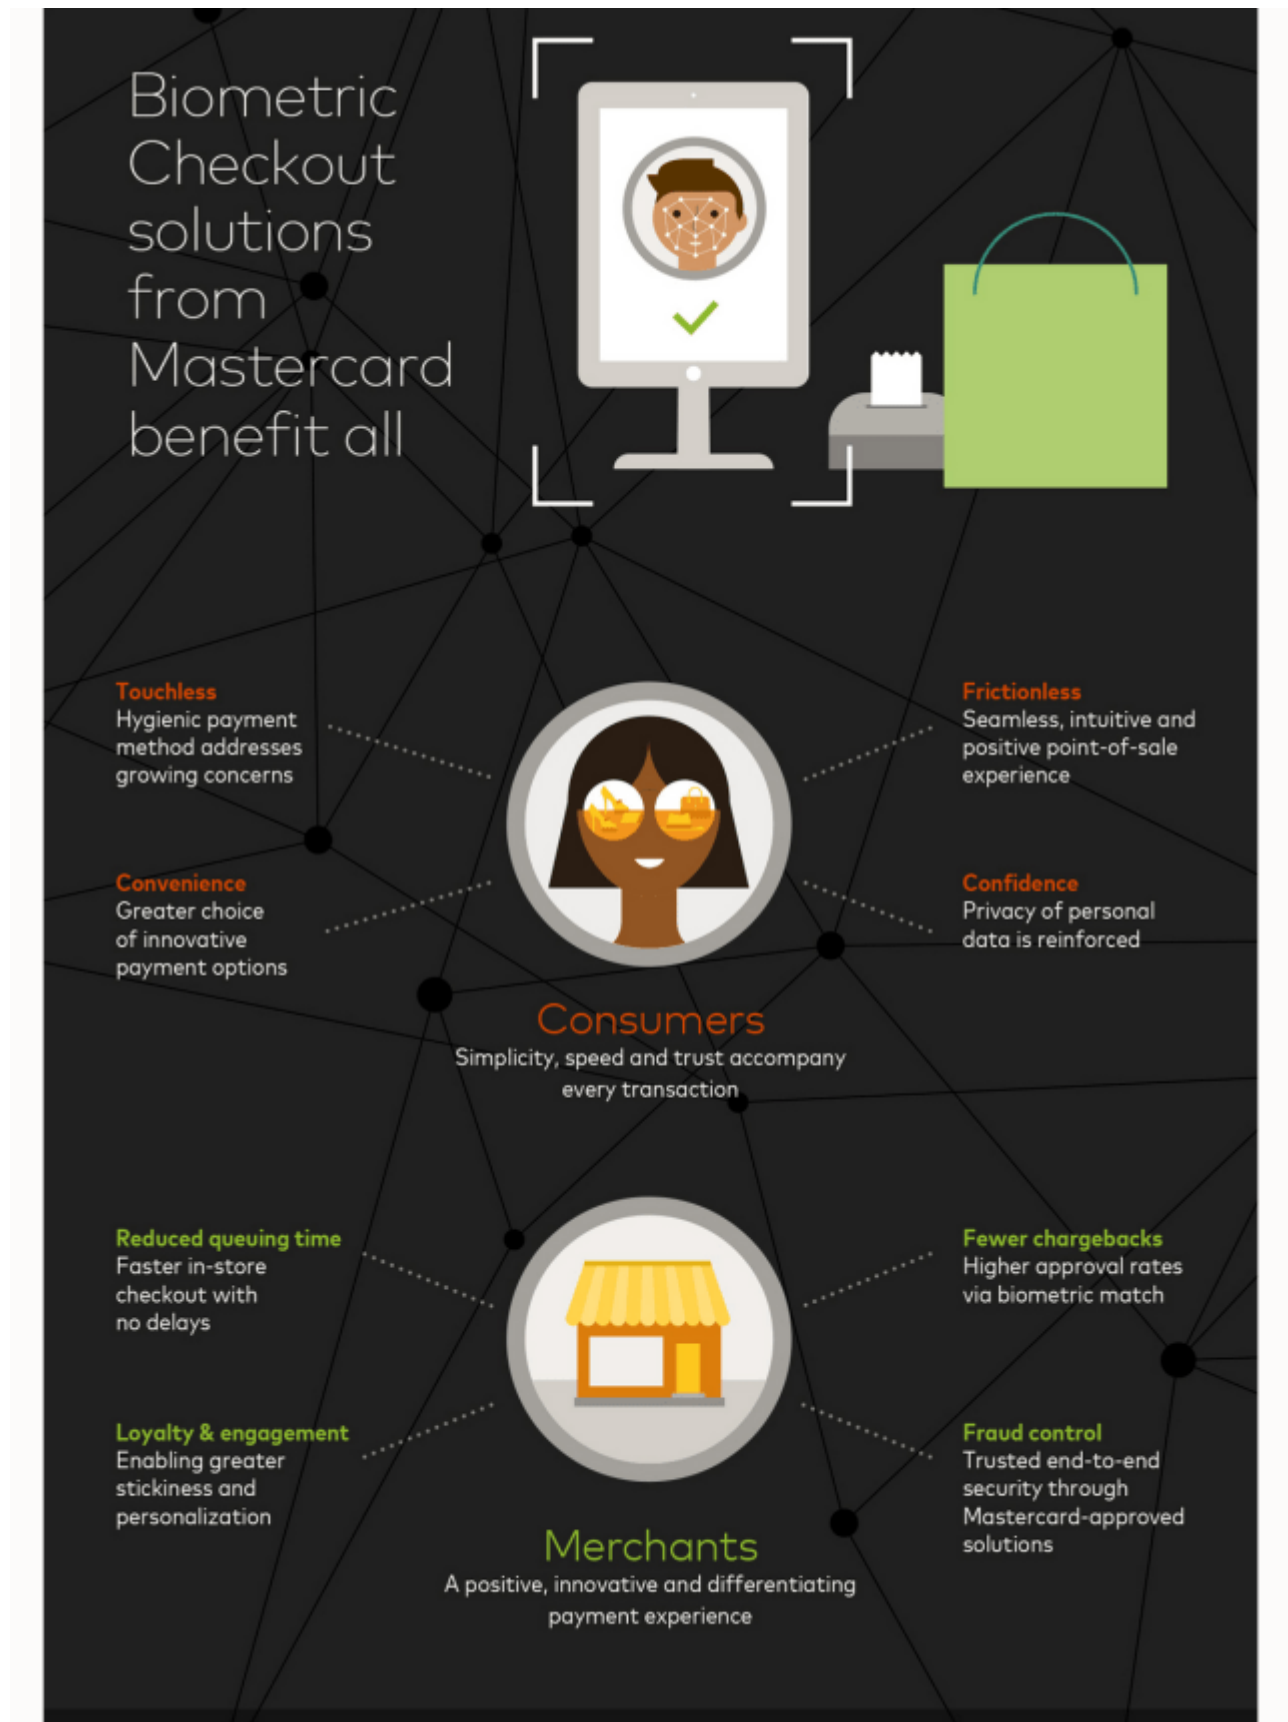 Biometric
Checkout
solutions
from
Mastercard
benefit all
Touchless
Hygienic payment
method addresses
growing concerns
Frictionless
Seamless, intuitive and
positive point-of-sale
experience
Convenience
Greater choice
of innovative
payment options
Confidence
Privacy of personal
data is reinforced
Consumers
Simplicity, speed and trust accompany
every transaction
Reduced queuing time
Faster in-store
checkout with
no delays
Fewer chargebacks
Higher approval rates
via biometric match
Loyalty & engagement
Enabling greater
stickiness and
personalization
Fraud control
Trusted end-to-end
security through
Mastercard-approved
solutions
Merchants
A positive, innovative and differentiating
payment experience